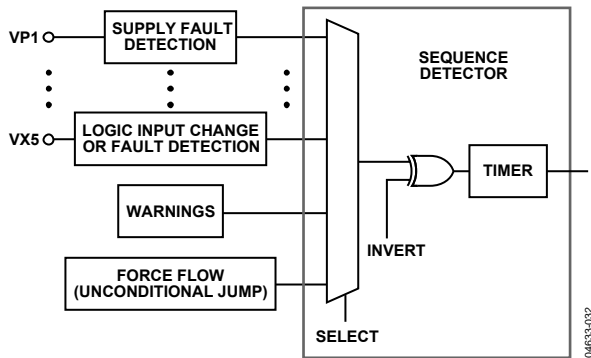 VP1
SUPPLY FAULT
DETECTION
SEQUENCE
DETECTOR
VX5
LOGIC INPUT CHANGE
OR FAULT DETECTION
TIMER
WARNINGS
INVERT
FORCE FLOW
(UNCONDITIONAL JUMP)
SELECT
04633-032